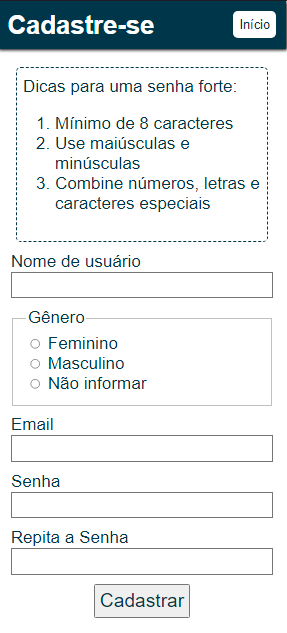 Cadastre-se
Início
Dicas para uma senha forte:
1. Mínimo de 8 caracteres
2. Use maiúsculas e
minúsculas
3. Combine números, letras e
caracteres especiais
Nome de usuário
Gênero
Feminino
Masculino
Não informar
Email
Senha
Repita a Senha
Cadastrar